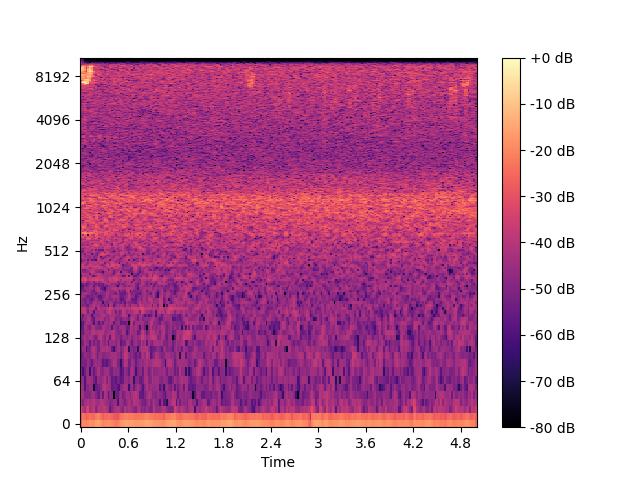 8192
4096
2048
1024
512
256
128
64
0
Hz
0 0.6 1.2 1.8 2.4 3 3.6 4.2 4.8
Time
+0 dB
-10 dB
-20 dB
-30 dB
-40 dB
-50 dB
-60 dB
-70 dB
-80 dB